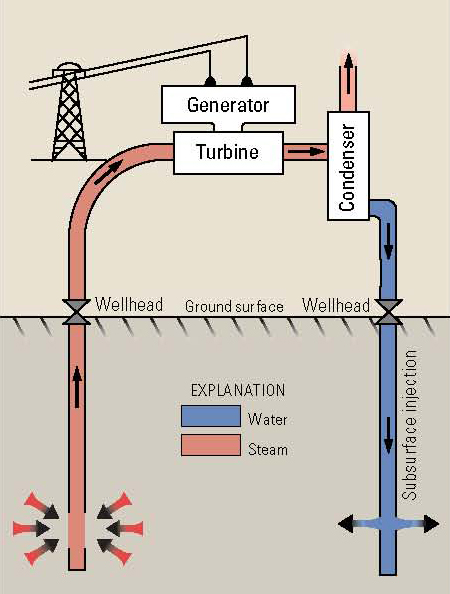 Generator
Turbine
Condenser
Wellhead
Ground surface
Wellhead
EXPLANATION
Water
Steam
Subsurface injection